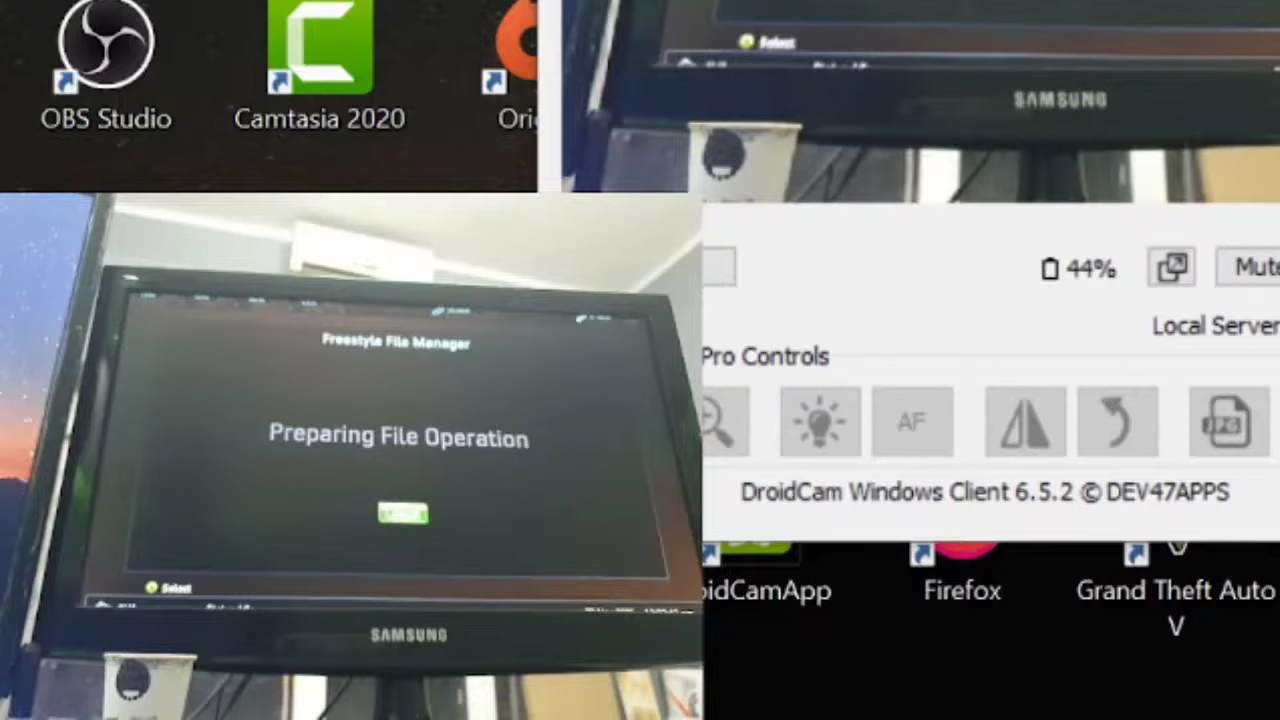 OBS Studio
Camtasia 2020
Ori
Select
SAMSUNG
44%
Mute
Local Server
Pro Controls
AF
JPG
DroidCam Windows Client 6.5.2 © DEV47APPS
Freestyle File Manager
Preparing File Operation
Select
SAMSUNG
idCamApp
Firefox
Grand Theft Auto
V